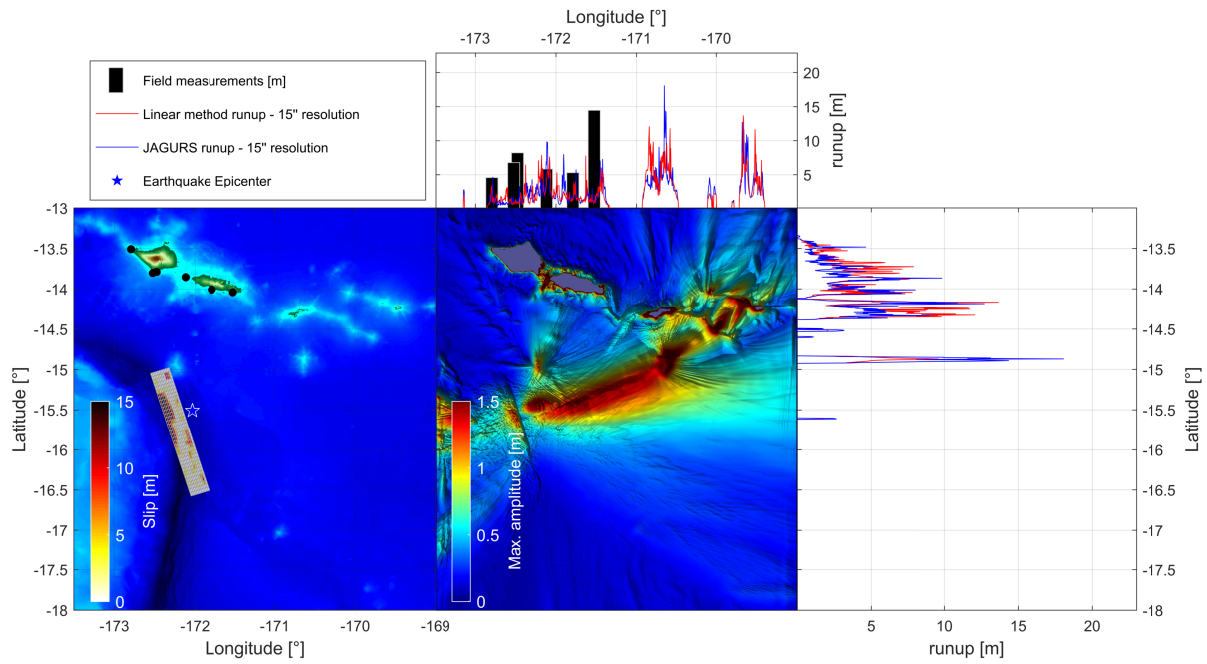 Longitude [°]
-173 -172 -171 -170
Field measurements [m]
Linear method runup - 15" resolution
JAGURS runup - 15" resolution
Earthquake Epicenter
20
15
10
5
runup [m]
-13
-13.5
-14
-14.5
-15
-15.5
-16
-16.5
-17
-17.5
-18
Latitude [°]
15
10
5
0
Slip [m]
-173 -172 -171 -170 -169
Longitude [°]
1.5
1
0.5
0
Max. amplitude [m]
-13.5
-14
-14.5
-15
-15.5
-16
-16.5
-17
-17.5
-18
Latitude [°]
5 10 15 20
runup [m]